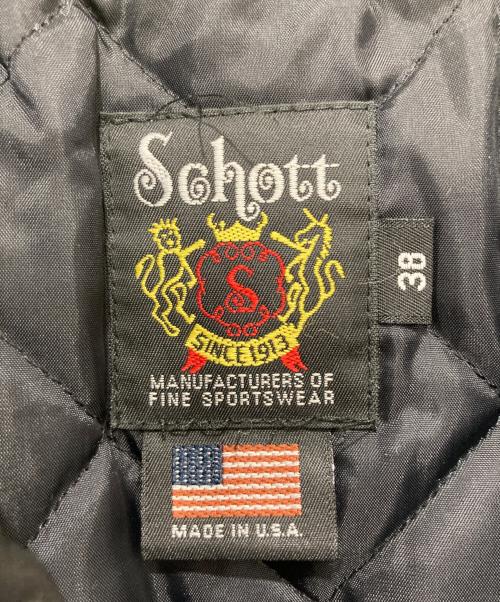 Schott
S
SINCE 1913
MANUFACTURERS OF
FINE SPORTSWEAR
38
MADE IN U.S.A.